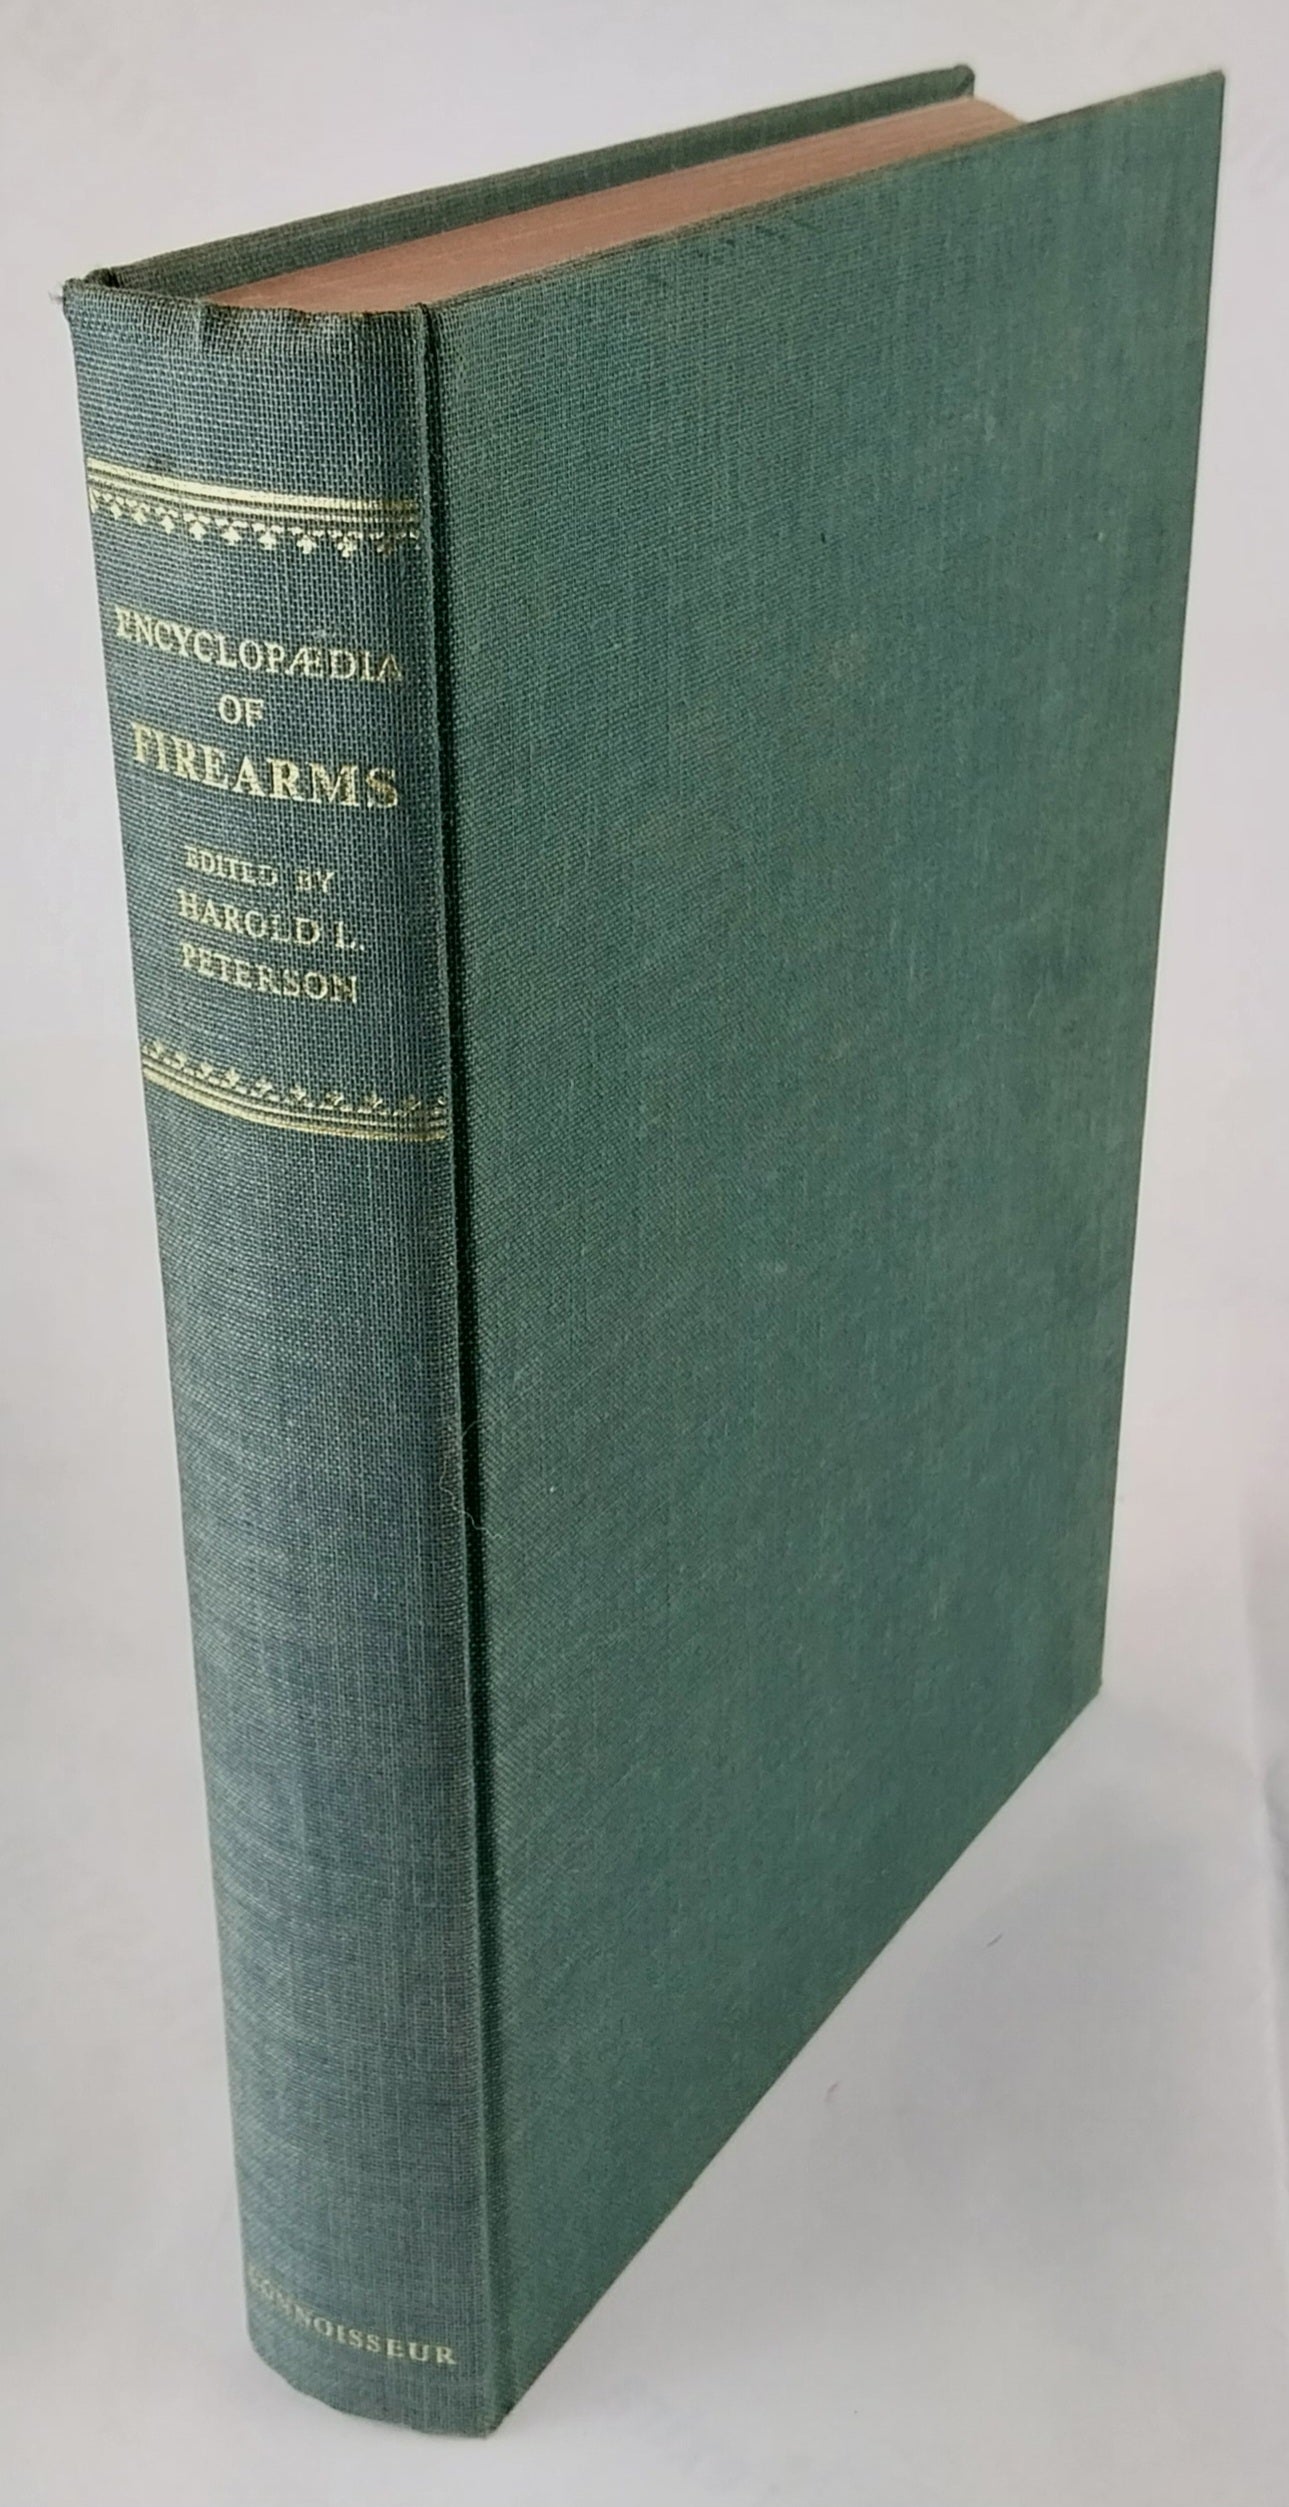 ENCYCLOPÆDIA
OF
FIREARMS
EDITED BY
HAROLD L.
PETERSON
CONNOISSEUR